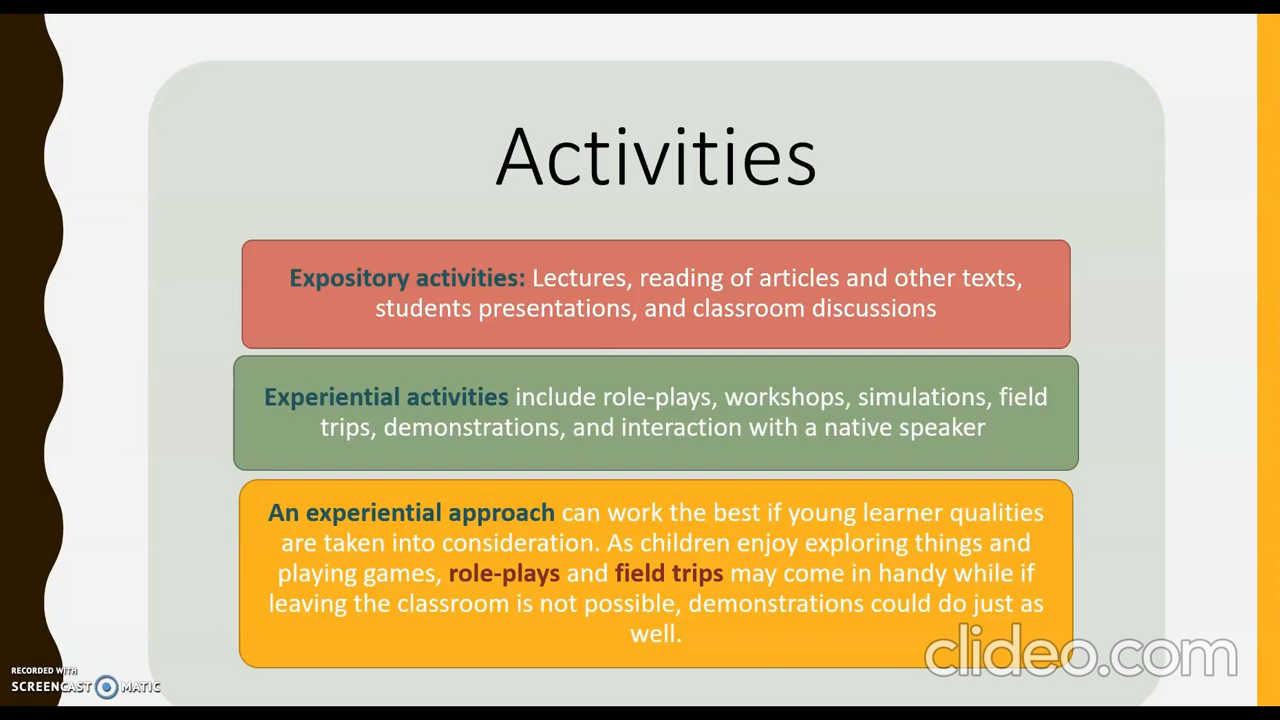 Activities
Expository activities: Lectures, reading of articles and other texts,
students presentations, and classroom discussions
Experiential activities include role-plays, workshops, simulations, field
trips, demonstrations, and interaction with a native speaker
An experiential approach can work the best if young learner qualities
are taken into consideration. As children enjoy exploring things and
playing games, role-plays and field trips may come in handy while if
leaving the classroom is not possible, demonstrations could do just as
well.
clideo.com
RECORDED WITH
SCREENCAST MATIC